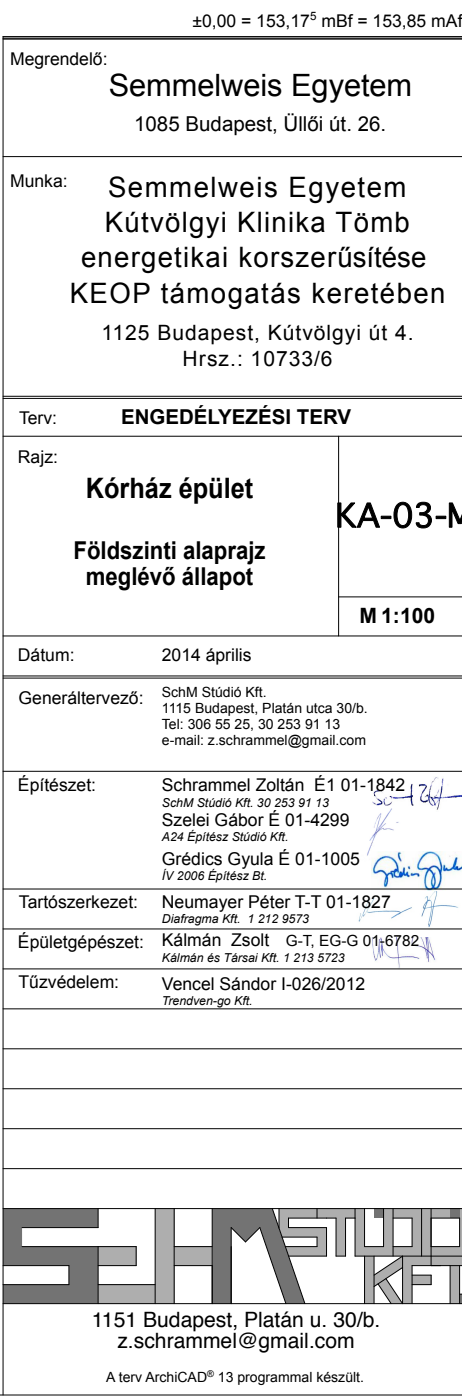 ±0,00 = 153,17⁵ mBf = 153,85 mAf
Megrendelő:
Semmelweis Egyetem
1085 Budapest, Üllői út. 26.
Munka:
Semmelweis Egyetem
Kútvölgyi Klinika Tömb
energetikai korszerűsítése
KEOP támogatás keretében
1125 Budapest, Kútvölgyi út 4.
Hrsz.: 10733/6
Terv: ENGEDÉLYEZÉSI TERV
Rajz:
Kórház épület
Földszinti alaprajz
meglévő állapot
KA-03-M
M 1:100
Dátum: 2014 április
Generáltervező: SchM Stúdió Kft.
1115 Budapest, Platán utca 30/b.
Tel: 306 55 25, 30 253 91 13
e-mail: z.schrammel@gmail.com
Építészet: Schrammel Zoltán É1 01-1842
SchM Stúdió Kft. 30 253 91 13
Szelei Gábor É 01-4299
A24 Építész Stúdió Kft.
Grédics Gyula É 01-1005
ÍV 2006 Építész Bt.
Tartószerkezet: Neumayer Péter T-T 01-1827
Diafragma Kft. 1 212 9573
Épületgépészet: Kálmán Zsolt G-T, EG-G 01-6782
Kálmán és Társai Kft. 1 213 5723
Tűzvédelem: Vencel Sándor I-026/2012
Trendven-go Kft.
SCHM STÚDIÓ
KFT.
1151 Budapest, Platán u. 30/b.
z.schrammel@gmail.com
A terv ArchiCAD® 13 programmal készült.